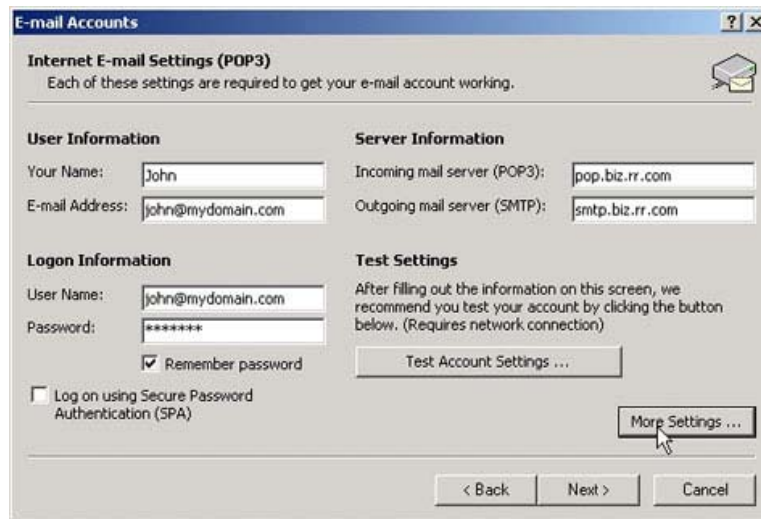 E-mail Accounts
Internet E-mail Settings (POP3)
Each of these settings are required to get your e-mail account working.
User Information
Your Name:
John
E-mail Address:
john@mydomain.com
Server Information
Incoming mail server (POP3):
pop.biz.rr.com
Outgoing mail server (SMTP):
smtp.biz.rr.com
Logon Information
User Name:
john@mydomain.com
Password:
*******
Remember password
Log on using Secure Password
Authentication (SPA)
Test Settings
After filling out the information on this screen, we
recommend you test your account by clicking the button
below. (Requires network connection)
Test Account Settings ...
More Settings ...
< Back
Next >
Cancel